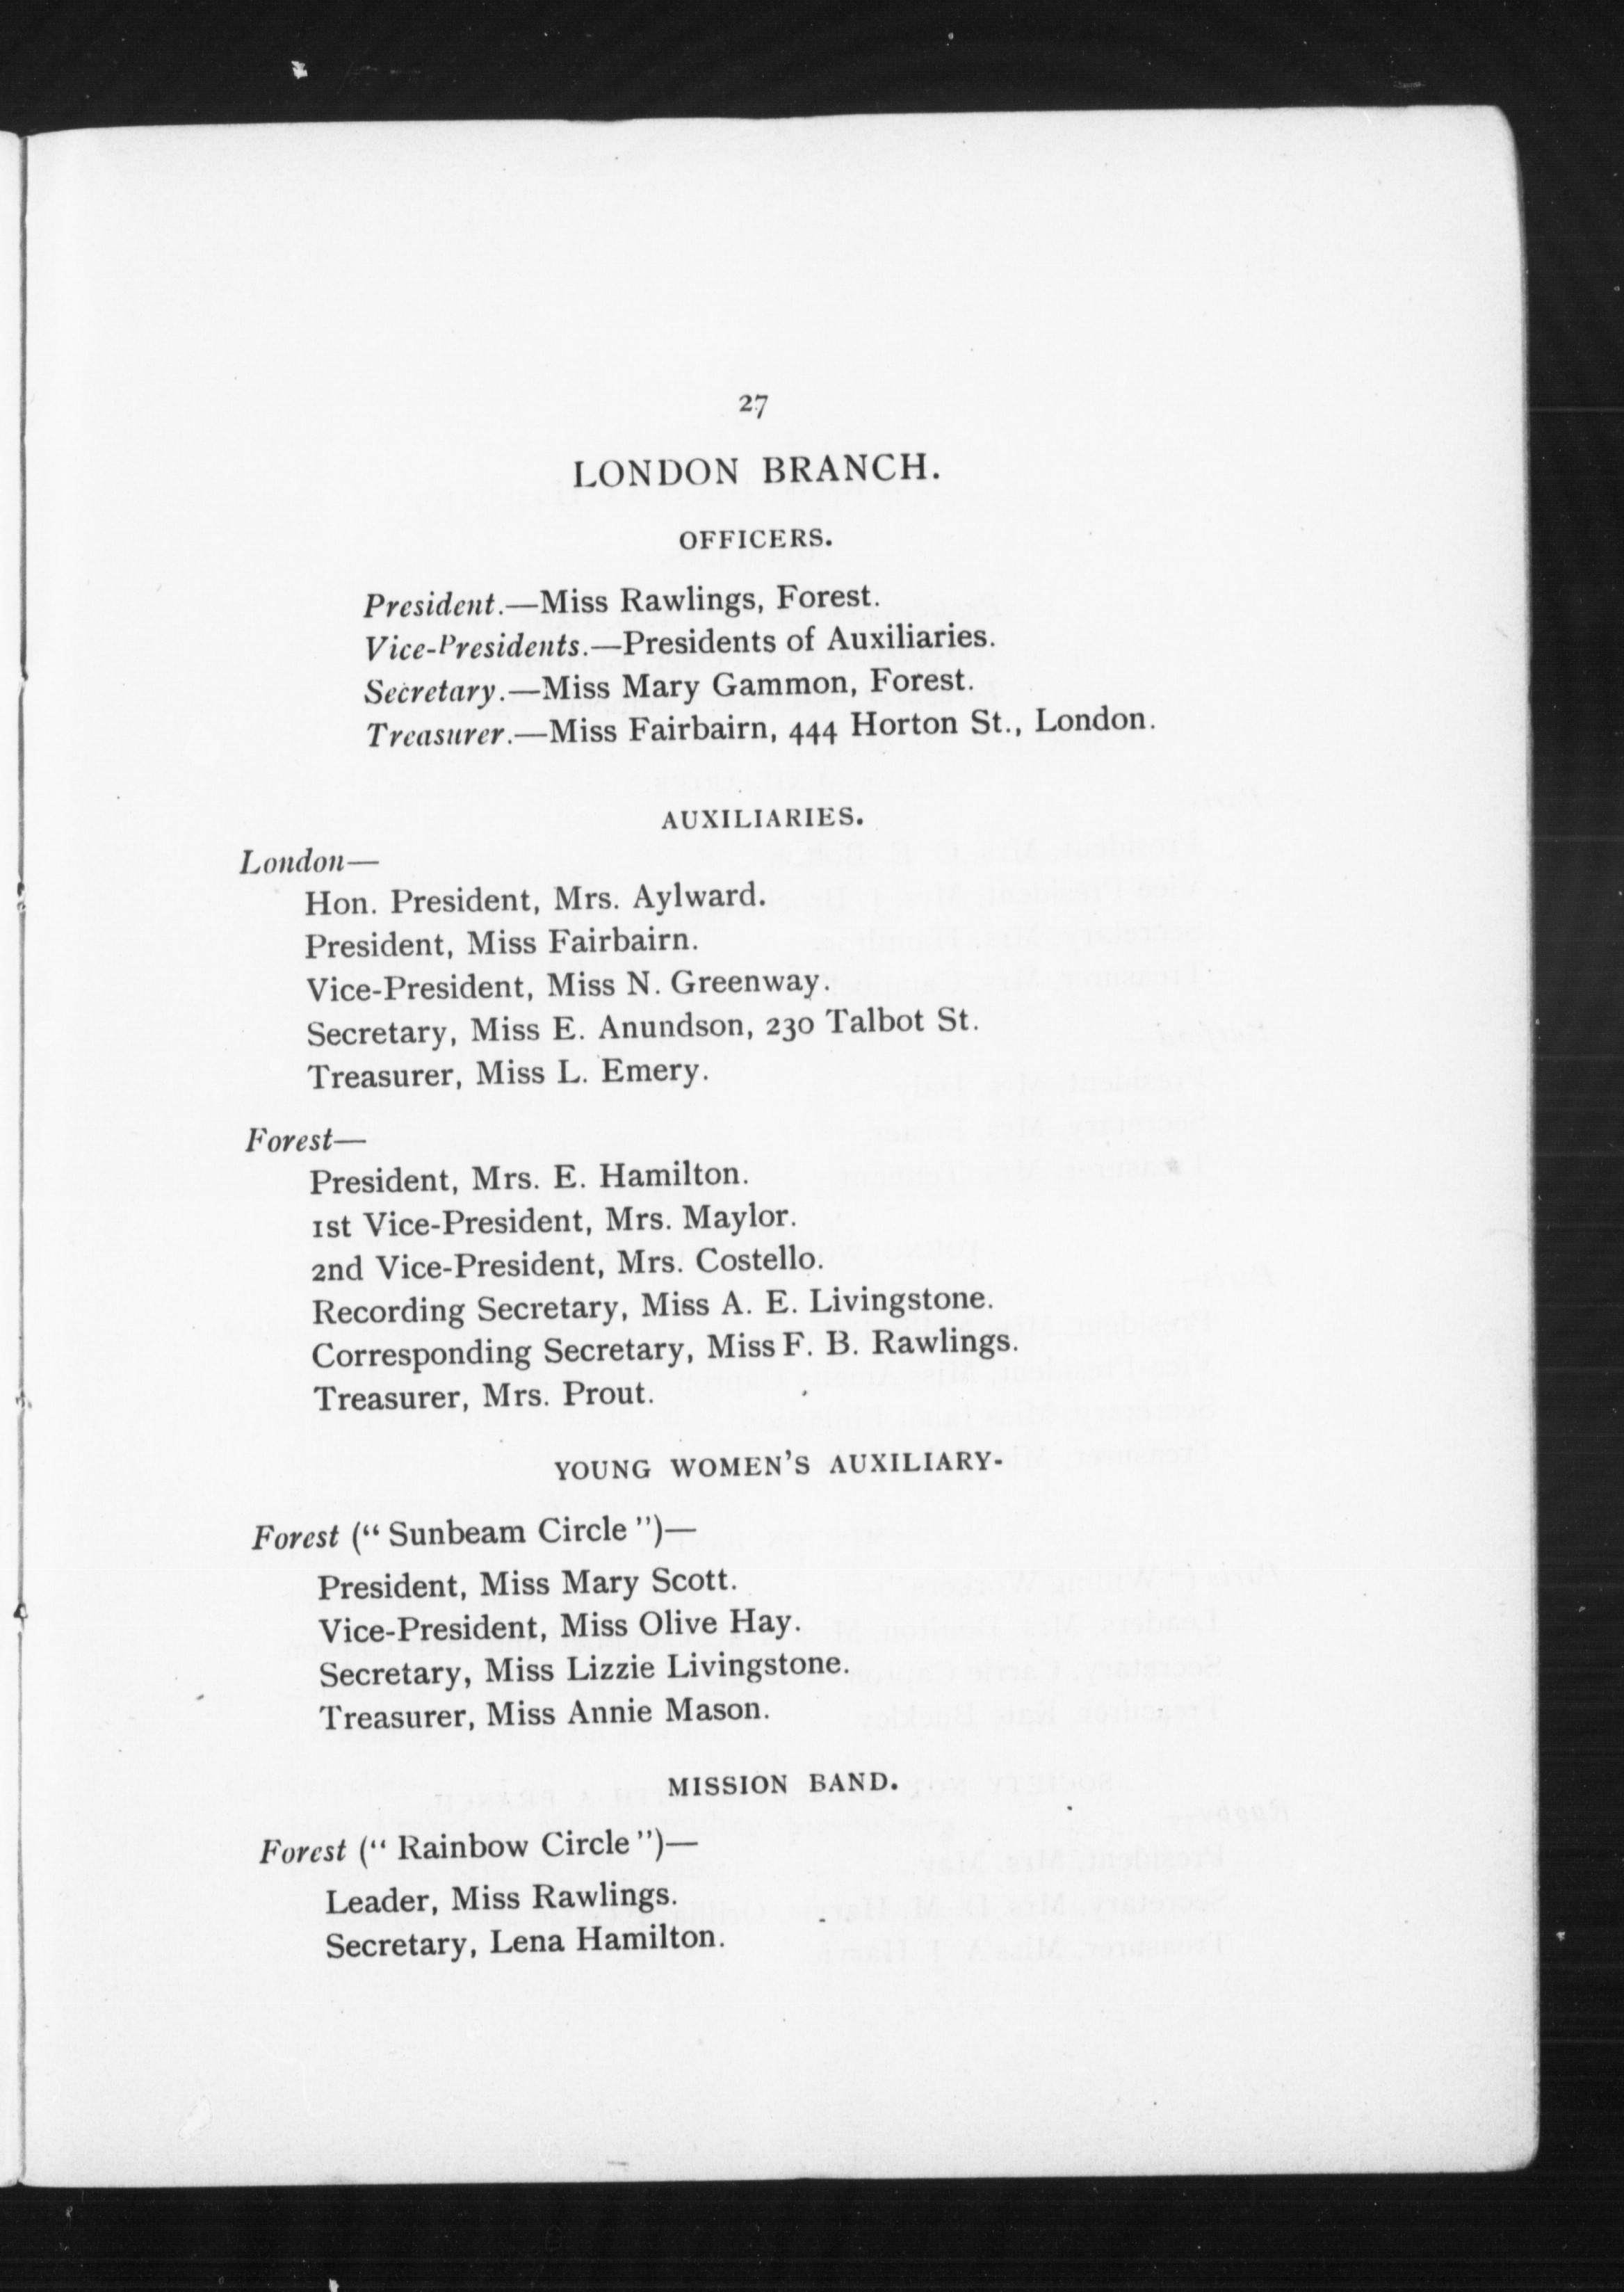 27
LONDON BRANCH.
OFFICERS.
President.—Miss Rawlings, Forest.
Vice-Presidents.—Presidents of Auxiliaries.
Secretary.—Miss Mary Gammon, Forest.
Treasurer.—Miss Fairbairn, 444 Horton St., London.
AUXILIARIES.
London—
Hon. President, Mrs. Aylward.
President, Miss Fairbairn.
Vice-President, Miss N. Greenway.
Secretary, Miss E. Anundson, 230 Talbot St.
Treasurer, Miss L. Emery.
Forest—
President, Mrs. E. Hamilton.
1st Vice-President, Mrs. Maylor.
2nd Vice-President, Mrs. Costello.
Recording Secretary, Miss A. E. Livingstone.
Corresponding Secretary, Miss F. B. Rawlings.
Treasurer, Mrs. Prout.
YOUNG WOMEN'S AUXILIARY-
Forest (“ Sunbeam Circle ”)—
President, Miss Mary Scott.
Vice-President, Miss Olive Hay.
Secretary, Miss Lizzie Livingstone.
Treasurer, Miss Annie Mason.
MISSION BAND.
Forest (“ Rainbow Circle ”)—
Leader, Miss Rawlings.
Secretary, Lena Hamilton.